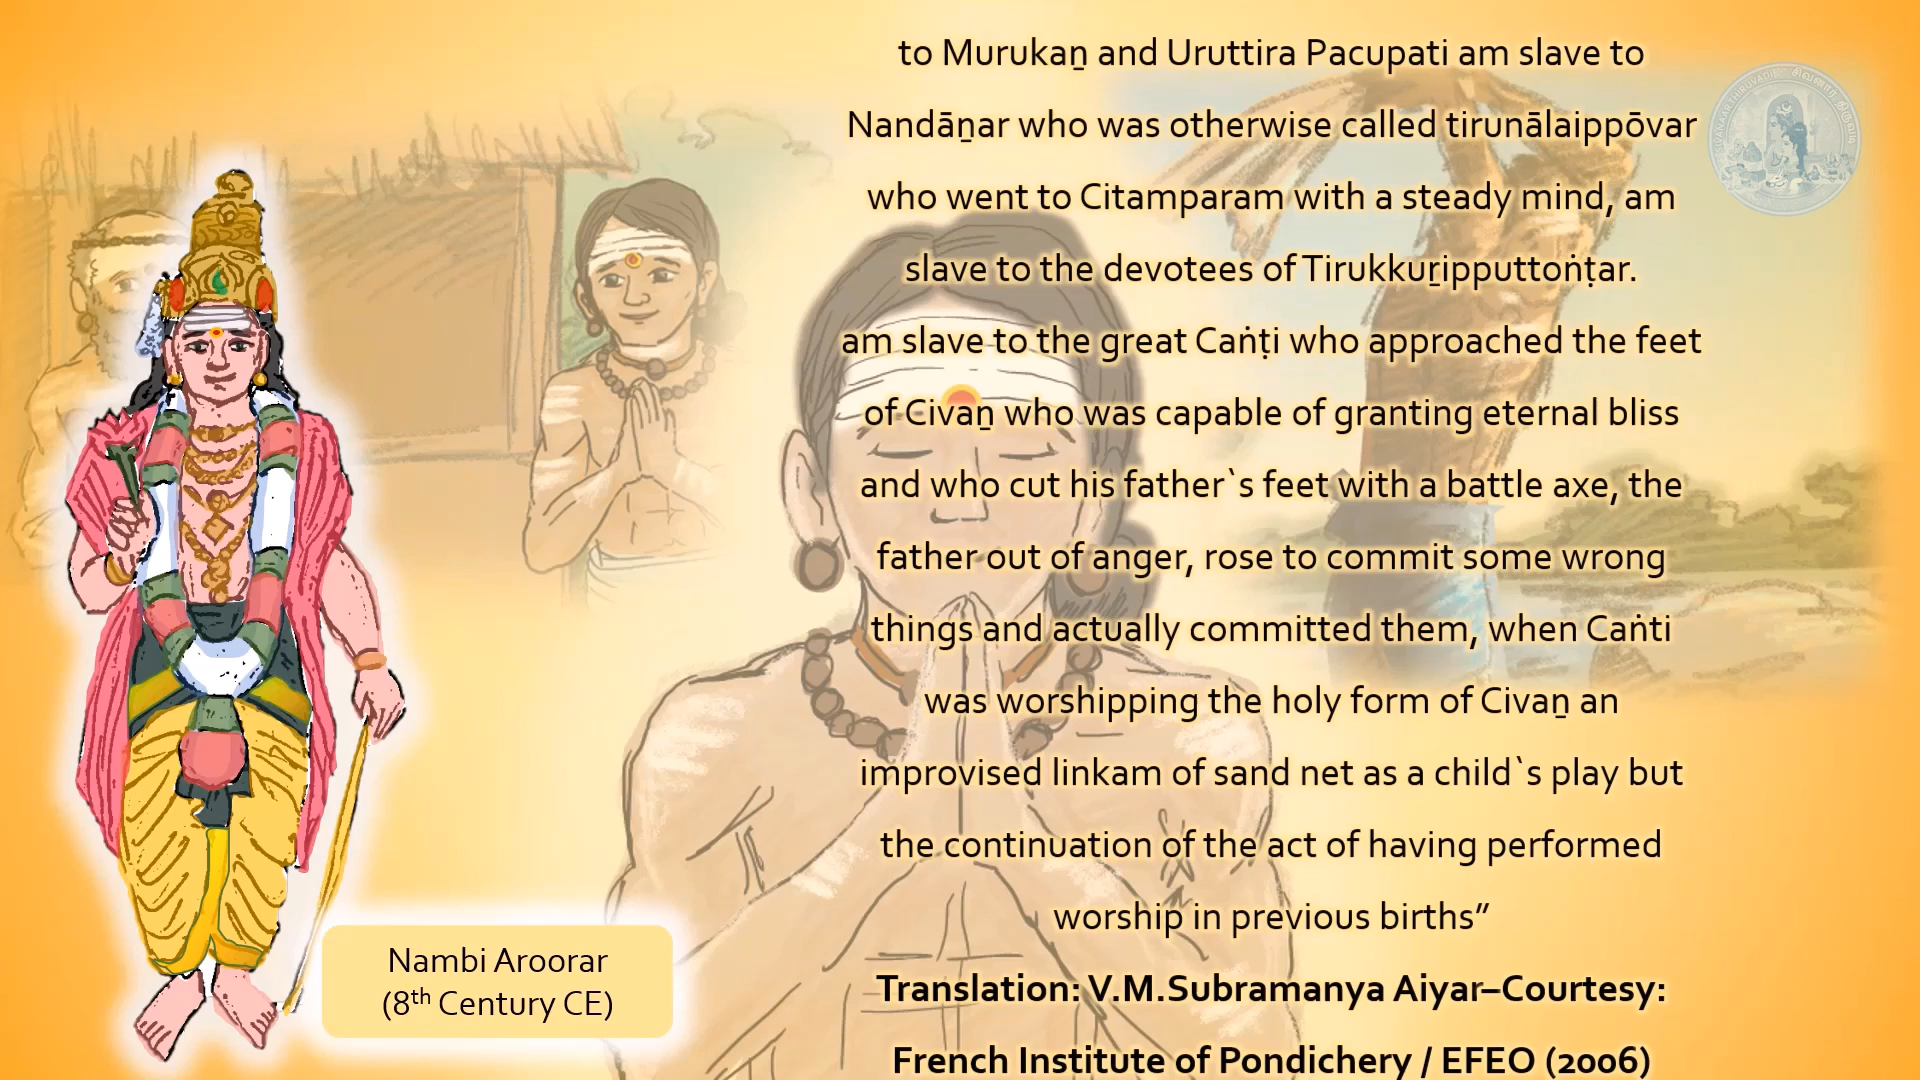 to Murukaṉ and Uruttira Pacupati am slave to
Nandāṉar who was otherwise called tirunālaippōvar
who went to Citamparam with a steady mind, am
slave to the devotees of Tirukkuṟipputtoṅṭar.
am slave to the great Caṅṭi who approached the feet
of Civaṉ who was capable of granting eternal bliss
and who cut his father`s feet with a battle axe, the
father out of anger, rose to commit some wrong
things and actually committed them, when Caṅti
was worshipping the holy form of Civaṉ an
improvised linkam of sand net as a child`s play but
the continuation of the act of having performed
worship in previous births”
Translation: V.M.Subramanya Aiyar–Courtesy:
French Institute of Pondichery / EFEO (2006)
Nambi Aroorar
(8th Century CE)